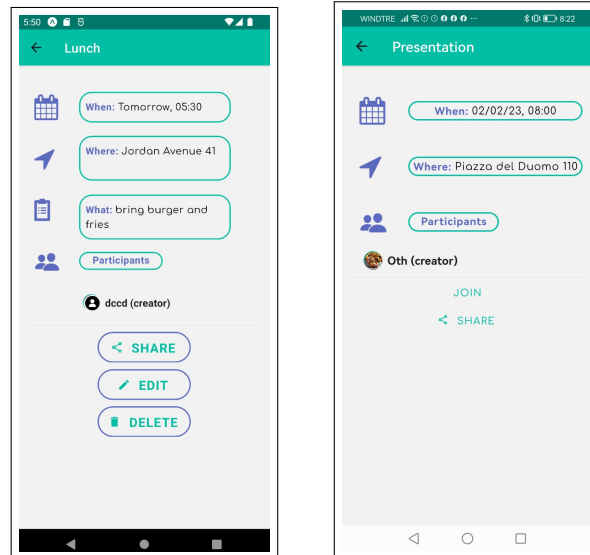 5:50
Lunch
When: Tomorrow, 05:30
Where: Jordan Avenue 41
What: bring burger and
fries
Participants
dccd (creator)
SHARE
EDIT
DELETE
WINDTRE 8:22
Presentation
When: 02/02/23, 08:00
Where: Piazza del Duomo 110
Participants
Oth (creator)
JOIN
SHARE